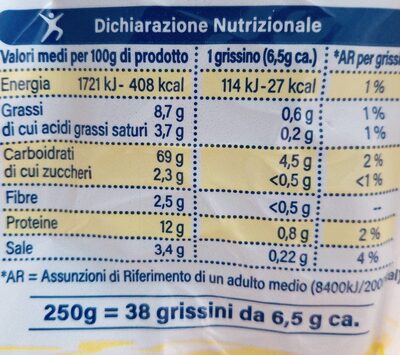 Dichiarazione Nutrizionale
Valori medi per 100g di prodotto 1 grissino (6,5g ca.) *AR per
Energia 1721 kJ - 408 kcal 114 kJ - 27 kcal 1 %
Grassi 8,7 g 0,6 g 1 %
di cui acidi grassi saturi 3,7 g 0,2 g 1 %
Carboidrati 69 g 4,5 g 2 %
di cui zuccheri 2,3 g <0,5 g <1 %
Fibre 2,5 g <0,5 g --
Proteine 12 g 0,8 g 2 %
Sale 3,4 g 0,22 g 4 %
*AR = Assunzioni di Riferimento di un adulto medio (8400kJ/
250g = 38 grissini da 6,5 g ca.